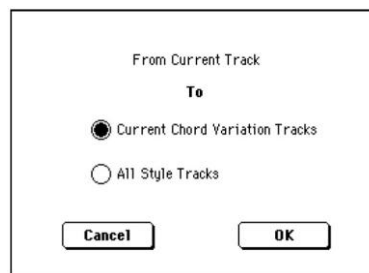 From Current Track
To
Current Chord Variation Tracks
All Style Tracks
Cancel OK